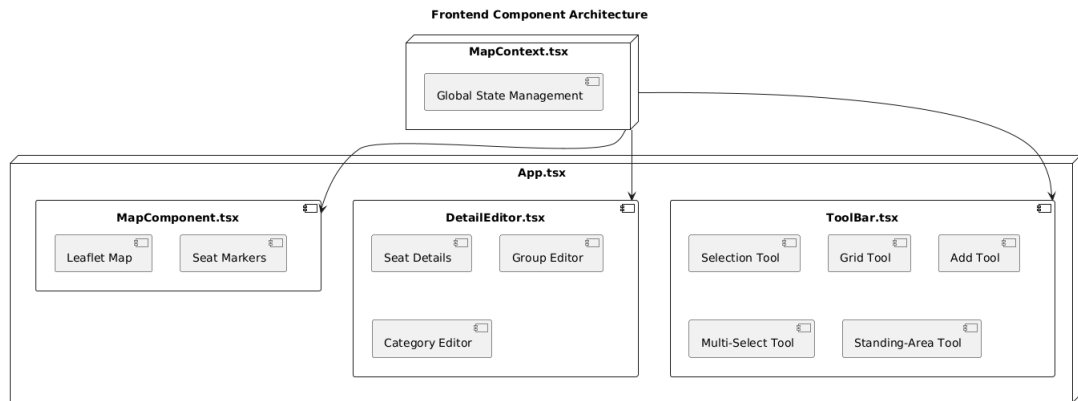 Frontend Component Architecture
MapContext.tsx
Global State Management
App.tsx
MapComponent.tsx
Leaflet Map
Seat Markers
DetailEditor.tsx
Seat Details
Group Editor
Category Editor
ToolBar.tsx
Selection Tool
Grid Tool
Add Tool
Multi-Select Tool
Standing-Area Tool